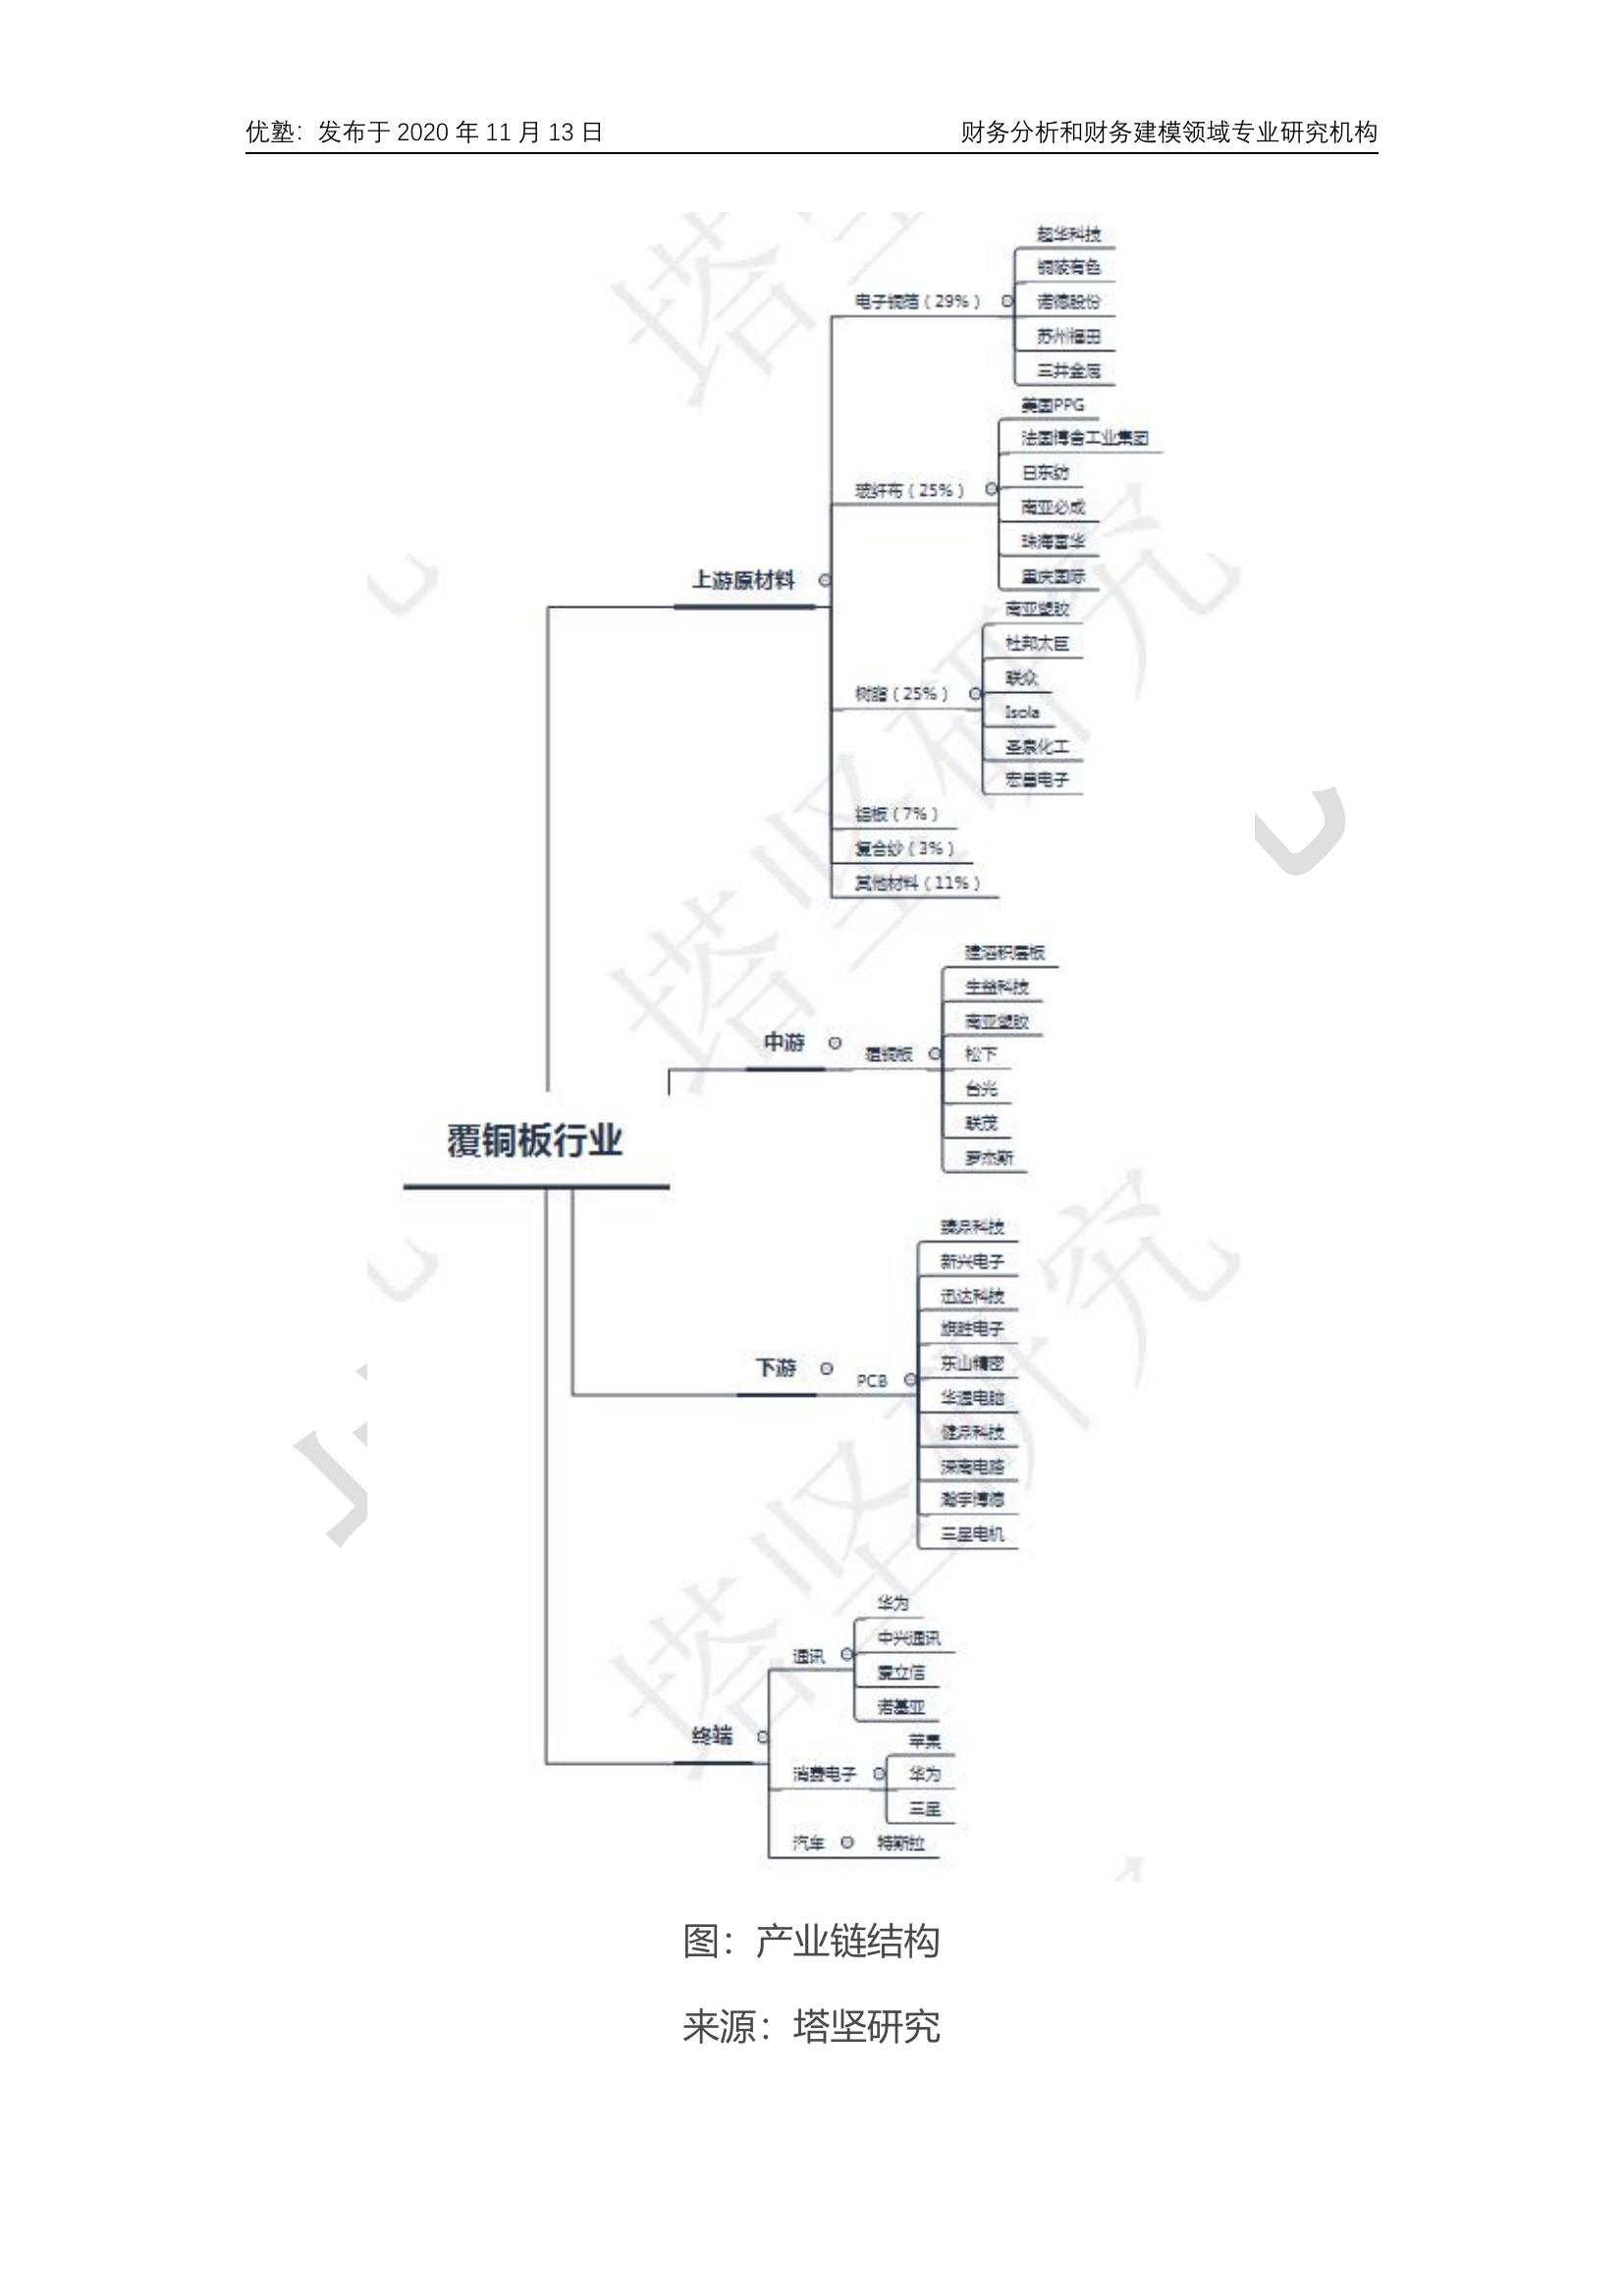 优塾：发布于 2020 年 11 月 13 日
财务分析和财务建模领域专业研究机构
超华科技
铜陵有色
电子铜箔（29%）
诺德股份
苏州福田
三井金属
美国PPG
法国博舍工业集团
日东纺
玻纤布（25%）
南亚必成
珠海富华
重庆国际
上游原材料
南亚塑胶
杜邦太巨
联众
树脂（25%）
Isola
圣泉化工
宏昌电子
铝板（7%）
复合纱（3%）
其他材料（11%）
建滔积层板
生益科技
南亚塑胶
中游
覆铜板
松下
台光
联茂
罗杰斯
覆铜板行业
臻鼎科技
新兴电子
迅达科技
旗胜电子
东山精密
下游
PCB
华通电脑
健鼎科技
深南电路
瀚宇博德
三星电机
华为
中兴通讯
通讯
爱立信
诺基亚
终端
苹果
消费电子
华为
三星
汽车
特斯拉
塔坚研究
塔坚研究
图：产业链结构
来源：塔坚研究